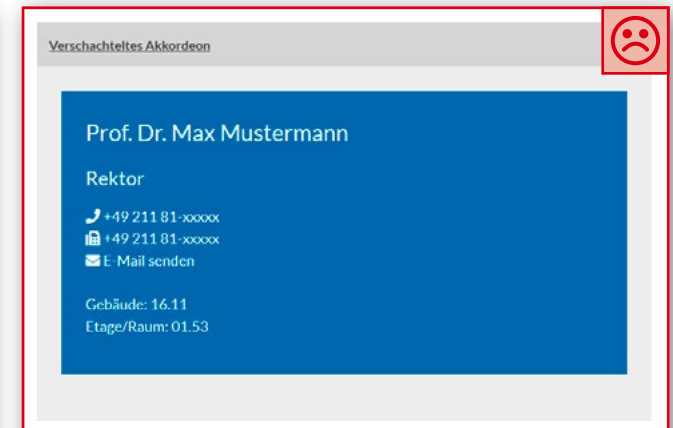 Verschachteltes Akkordeon
Prof. Dr. Max Mustermann
Rektor
+49 211 81-xxxxx
+49 211 81-xxxxx
E-Mail senden
Gebäude: 16.11
Etage/Raum: 01.53